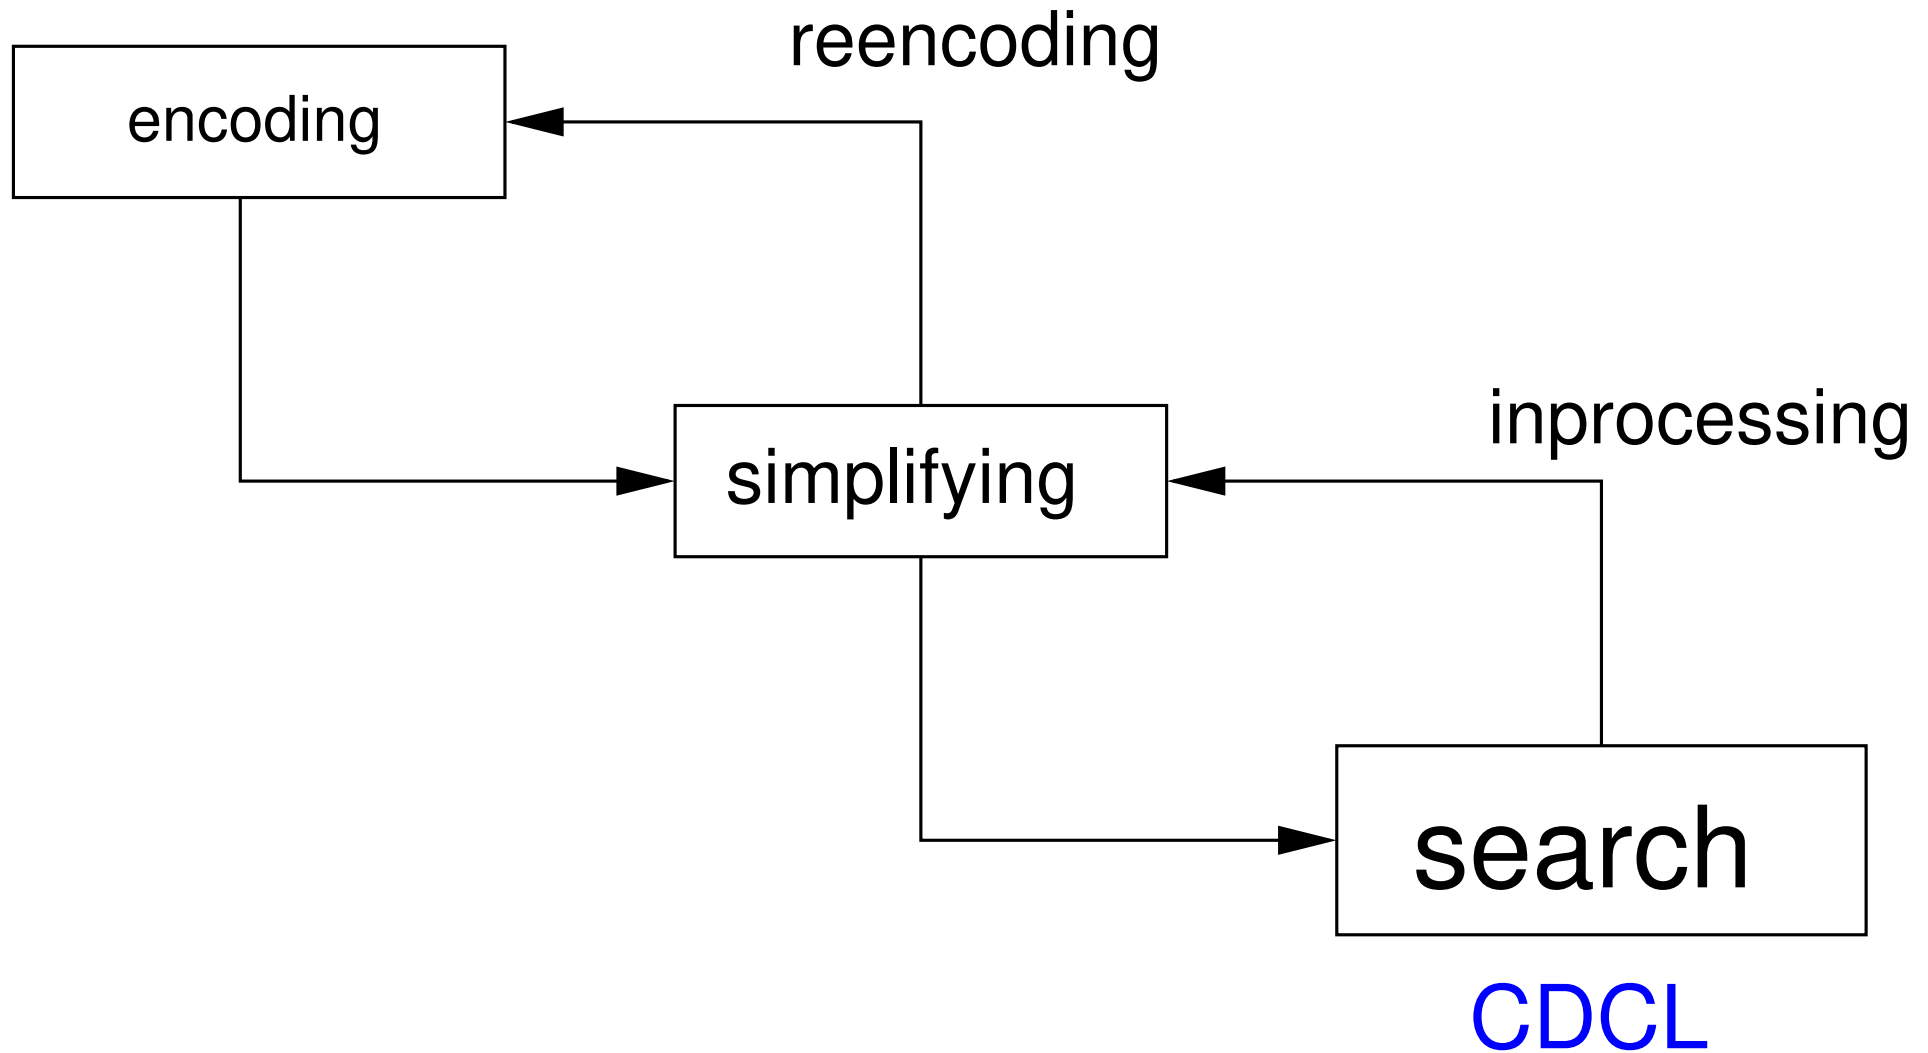 reencoding
encoding
inprocessing
simplifying
search
CDCL